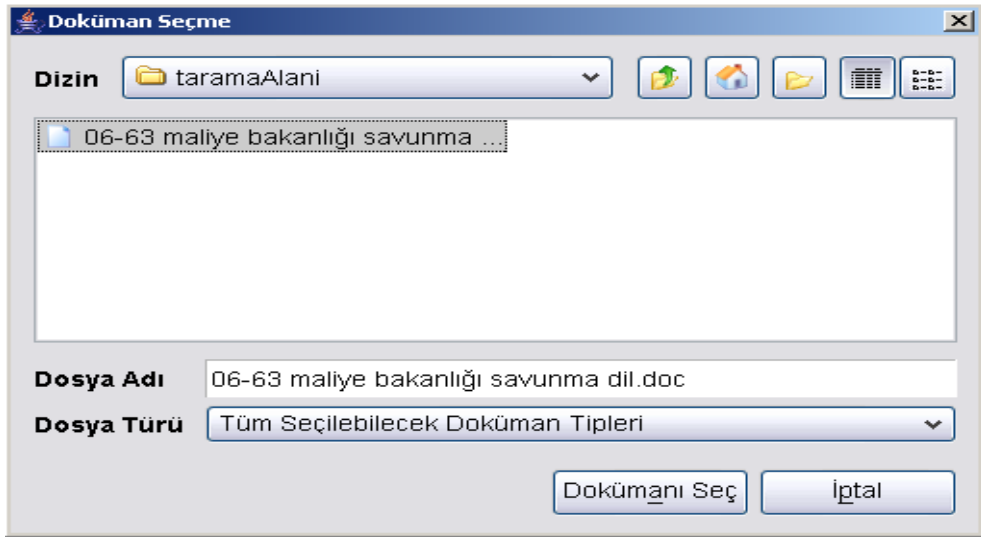 Doküman Seçme
Dizin taramaAlani
06-63 maliye bakanlığı savunma ...
Dosya Adı 06-63 maliye bakanlığı savunma dil.doc
Dosya Türü Tüm Seçilebilecek Doküman Tipleri
Dokümanı Seç İptal